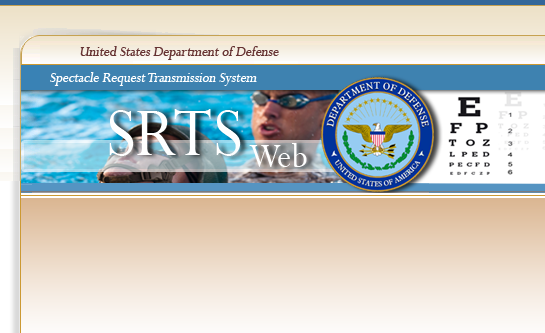 United States Department of Defense
Spectacle Request Transmission System
SRTS
Web
DEPARTMENT OF DEFENSE
UNITED STATES OF AMERICA
E
F P
T O Z
L P E D
P E C F D
E D F C Z P
1
2
3
4
5
6